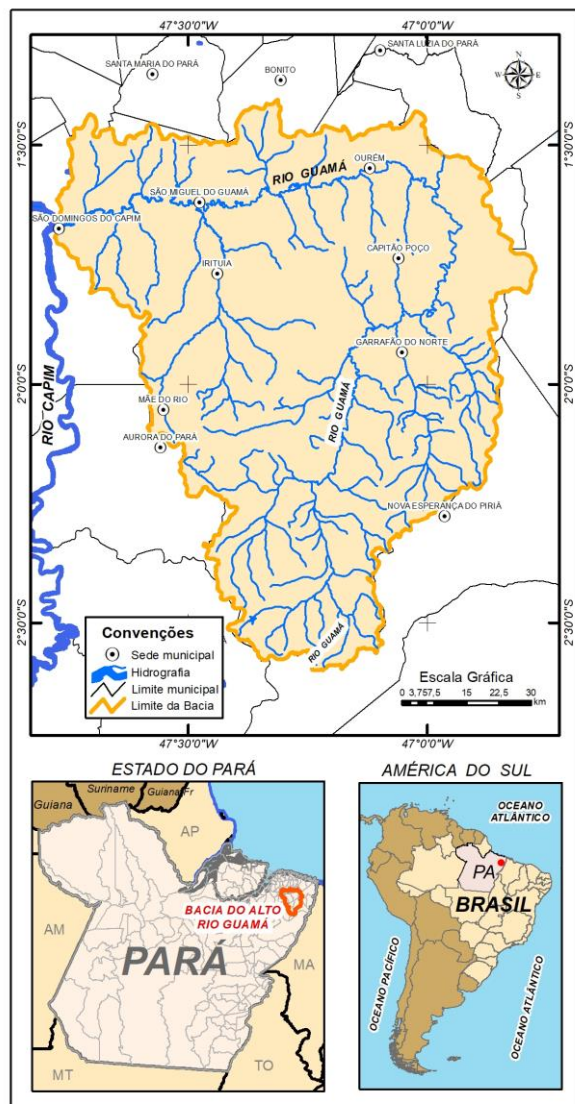 47°30'0"W
47°0'0"W
SANTA LUZIA DO PARÁ
SANTA MARIA DO PARÁ
BONITO
N
W
E
S
1°30'0"S
1°30'0"S
OURÉM
RIO GUAMÁ
SÃO MIGUEL DO GUAMÁ
SÃO DOMINGOS DO CAPIM
CAPITÃO POÇO
IRITUIA
GARRAFÃO DO NORTE
2°0'0"S
2°0'0"S
RIO CAPIM
MÃE DO RIO
RIO GUAMÁ
AURORA DO PARÁ
NOVA ESPERANÇA DO PIRIÁ
2°30'0"S
2°30'0"S
RIO GUAMÁ
Convenções
Sede municipal
Hidrografia
Limite municipal
Limite da Bacia
Escala Gráfica
0 3,757,5 15 22,5 30
km
47°30'0"W
47°0'0"W
ESTADO DO PARÁ
Suriname
Guiana
Guiana Fr
AP
BACIA DO ALTO
RIO GUAMÁ
PARÁ
AM
MA
MT
TO
AMÉRICA DO SUL
OCEANO
ATLÂNTICO
PA
BRASIL
OCEANO PACÍFICO
OCEANO ATLÂNTICO